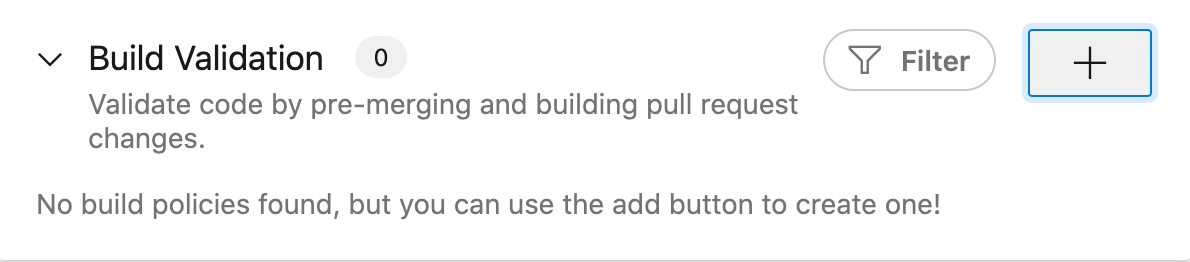 Build Validation 0 Filter
Validate code by pre-merging and building pull request
changes.
No build policies found, but you can use the add button to create one!